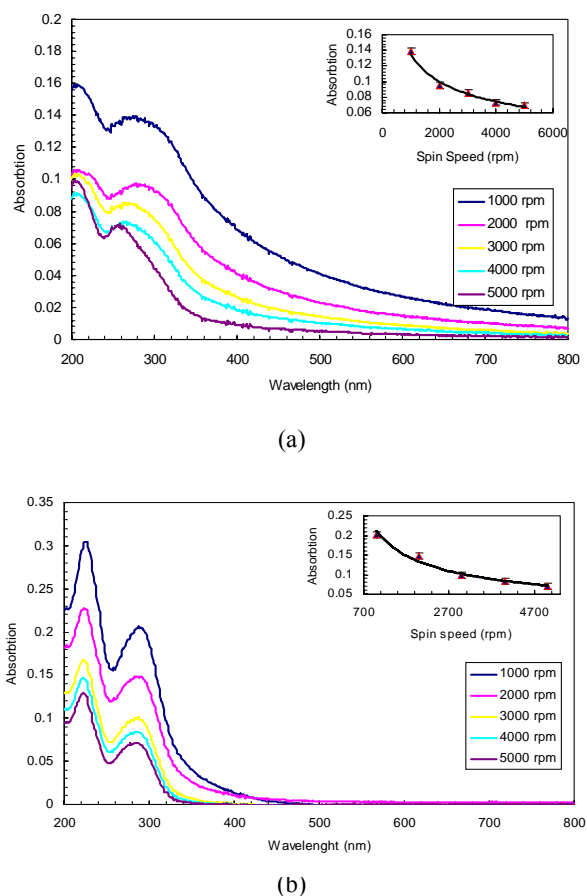 0.2
0.18
0.16
0.14
0.12
0.1
0.08
0.06
0.04
0.02
0
Absorbtion
200 300 400 500 600 700 800
Wavelength (nm)
0.16
0.14
0.12
0.1
0.08
0.06
Absorbtion
0 2000 4000 6000
Spin Speed (rpm)
1000 rpm
2000 rpm
3000 rpm
4000 rpm
5000 rpm
(a)
0.35
0.3
0.25
0.2
0.15
0.1
0.05
0
Absorbtion
200 300 400 500 600 700 800
Wavelenght (nm)
0.25
0.2
0.15
0.1
0.05
Absorbtion
700 2700 4700
Spin speed (rpm)
1000 rpm
2000 rpm
3000 rpm
4000 rpm
5000 rpm
(b)